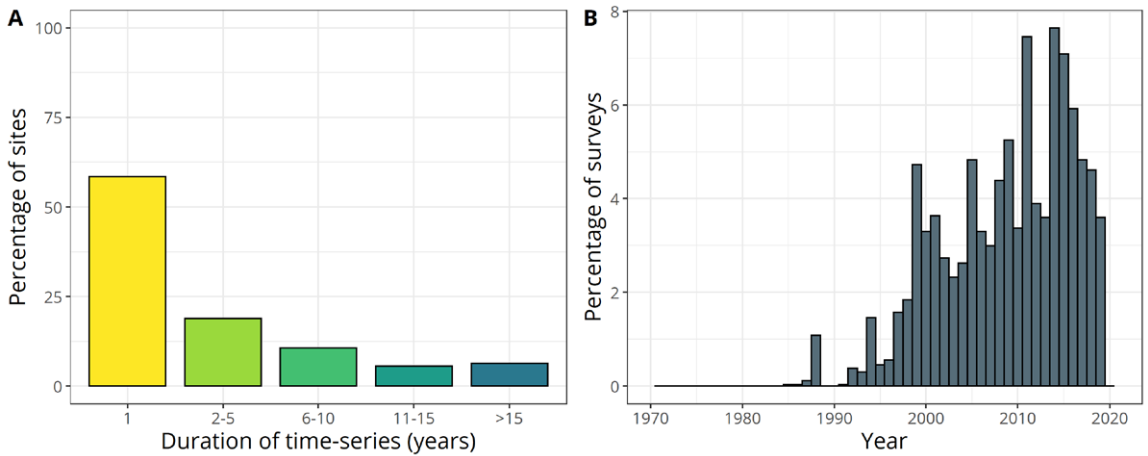 A
Percentage of sites
100
75
50
25
0
1 2-5 6-10 11-15 >15
Duration of time-series (years)
B
Percentage of surveys
8
6
4
2
0
1970 1980 1990 2000 2010 2020
Year